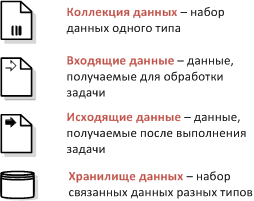 Коллекция данных – набор
данных одного типа
Входящие данные – данные,
получаемые для обработки
задачи
Исходящие данные – данные,
получаемые после выполнения
задачи
Хранилище данных – набор
связанных данных разных типов